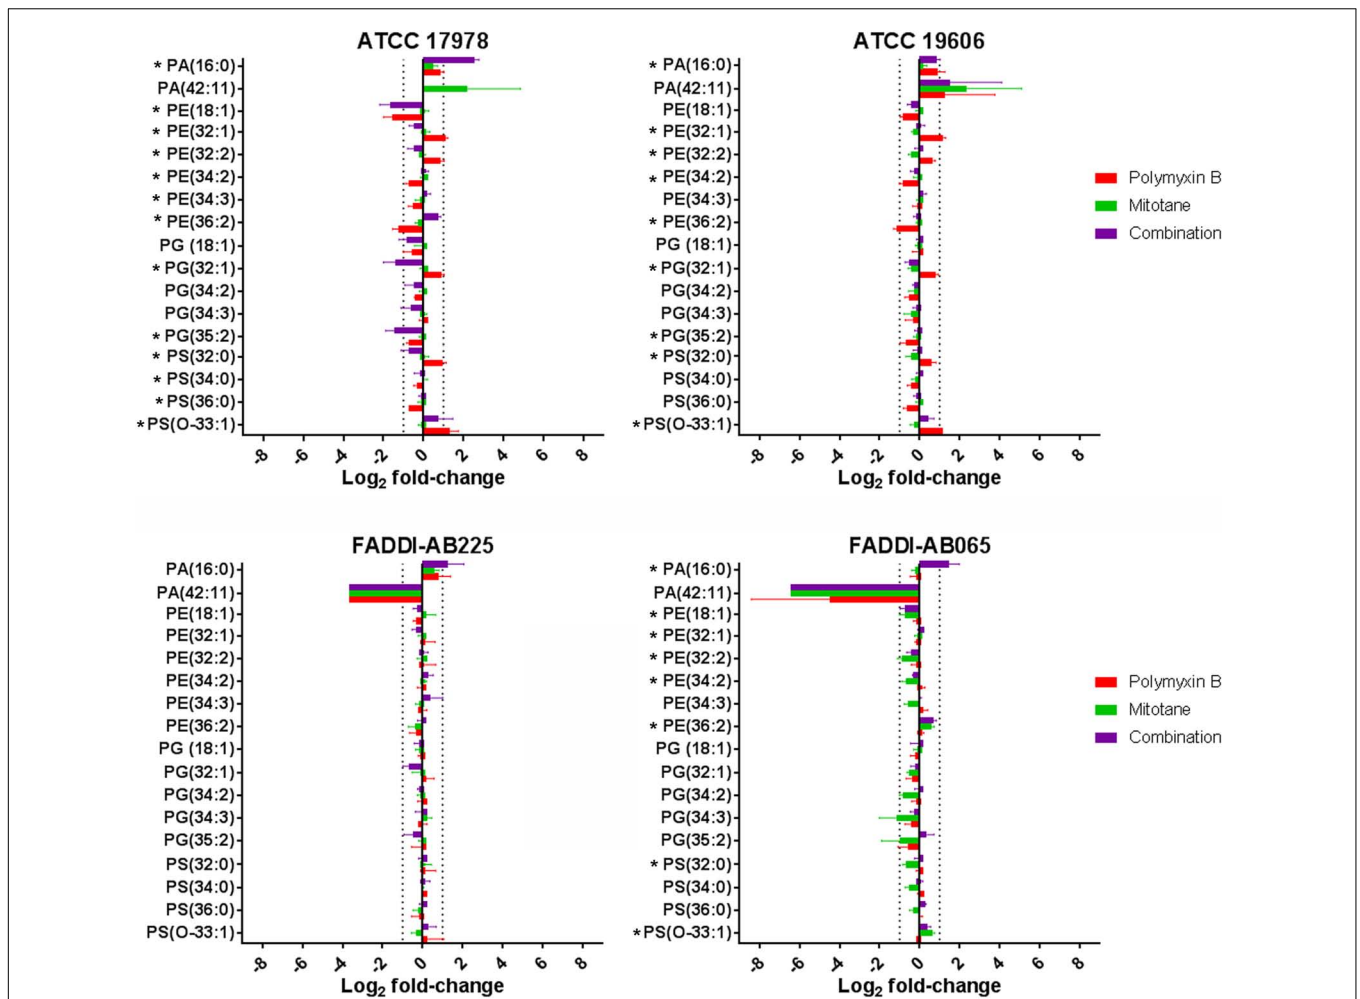 ATCC 17978
* PA(16:0)
PA(42:11)
* PE(18:1)
* PE(32:1)
* PE(32:2)
* PE(34:2)
* PE(34:3)
* PE(36:2)
PG (18:1)
* PG(32:1)
PG(34:2)
PG(34:3)
* PG(35:2)
* PS(32:0)
* PS(34:0)
* PS(36:0)
* PS(O-33:1)
-8 -6 -4 -2 0 2 4 6 8
Log2 fold-change
ATCC 19606
* PA(16:0)
PA(42:11)
PE(18:1)
* PE(32:1)
* PE(32:2)
* PE(34:2)
PE(34:3)
* PE(36:2)
PG (18:1)
* PG(32:1)
PG(34:2)
PG(34:3)
* PG(35:2)
* PS(32:0)
PS(34:0)
PS(36:0)
* PS(O-33:1)
-8 -6 -4 -2 0 2 4 6 8
Log2 fold-change
Polymyxin B
Mitotane
Combination
FADDI-AB225
PA(16:0)
PA(42:11)
PE(18:1)
PE(32:1)
PE(32:2)
PE(34:2)
PE(34:3)
PE(36:2)
PG (18:1)
PG(32:1)
PG(34:2)
PG(34:3)
PG(35:2)
PS(32:0)
PS(34:0)
PS(36:0)
PS(O-33:1)
-8 -6 -4 -2 0 2 4 6 8
Log2 fold-change
FADDI-AB065
* PA(16:0)
PA(42:11)
* PE(18:1)
* PE(32:1)
* PE(32:2)
* PE(34:2)
PE(34:3)
* PE(36:2)
PG (18:1)
PG(32:1)
PG(34:2)
PG(34:3)
PG(35:2)
* PS(32:0)
PS(34:0)
PS(36:0)
* PS(O-33:1)
-8 -6 -4 -2 0 2 4 6 8
Log2 fold-change
Polymyxin B
Mitotane
Combination